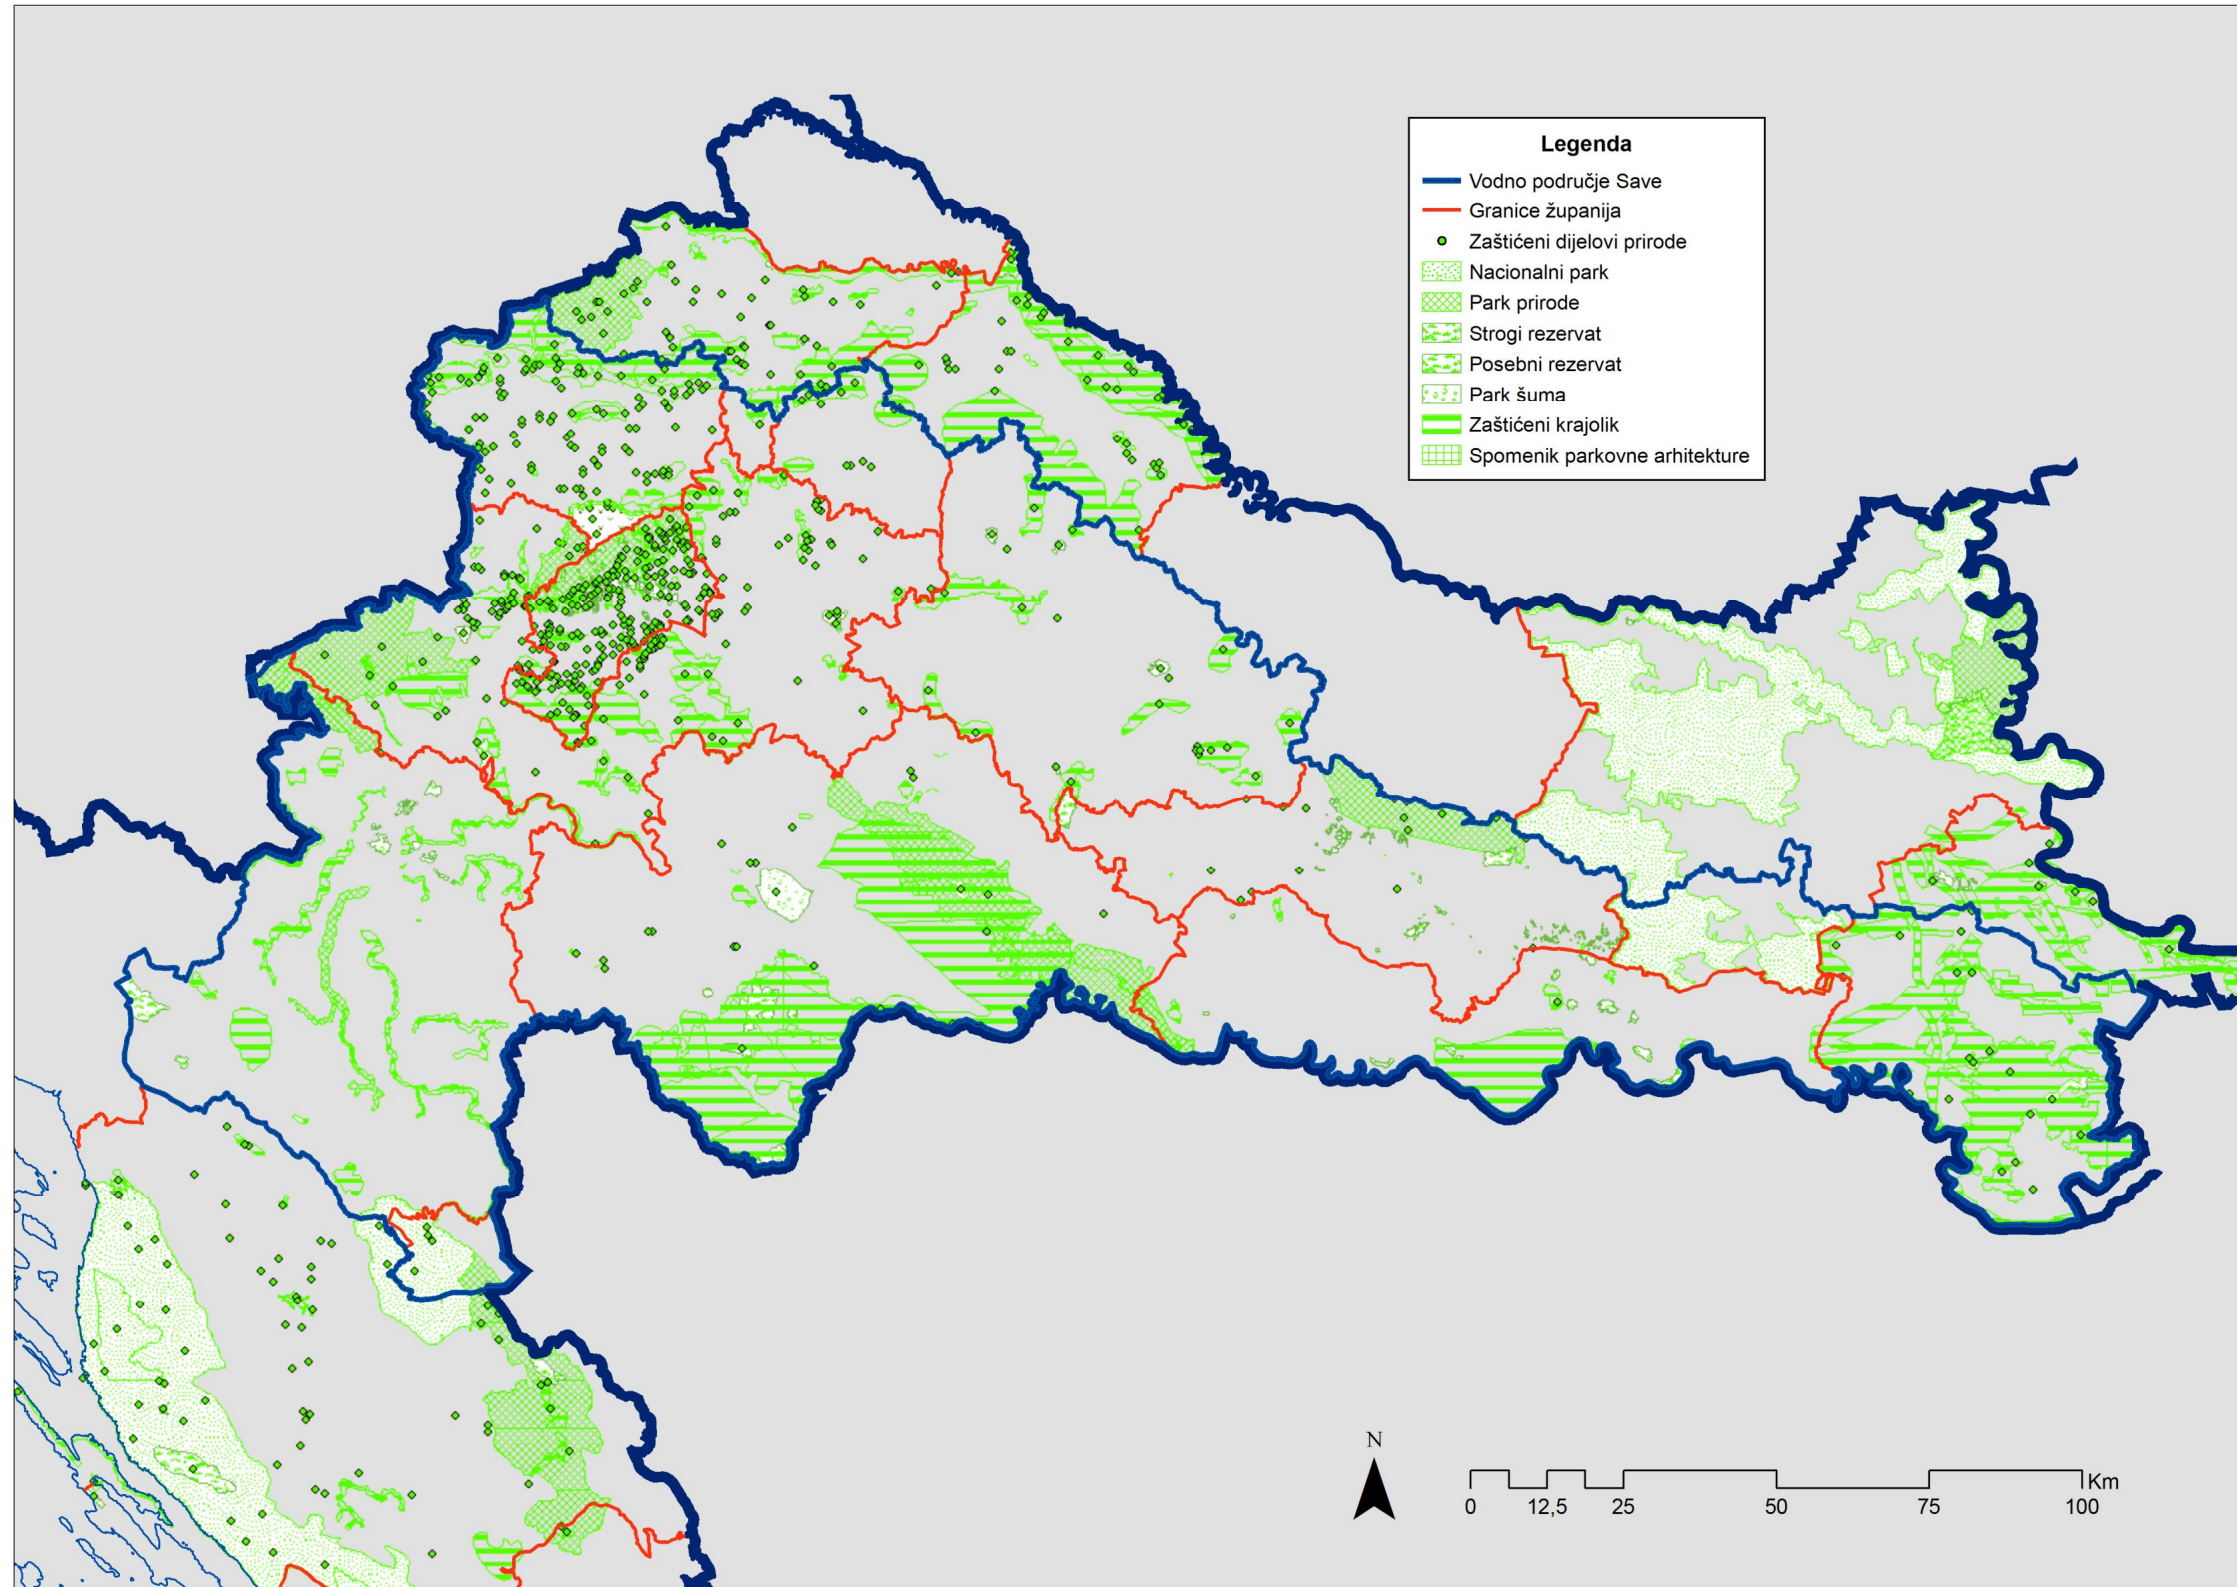 Legenda
Vodno područje Save
Granice županija
Zaštićeni dijelovi prirode
Nacionalni park
Park prirode
Strogi rezervat
Posebni rezervat
Park šuma
Zaštićeni krajolik
Spomenik parkovne arhitekture
N
Km
0 12,5 25 50 75 100